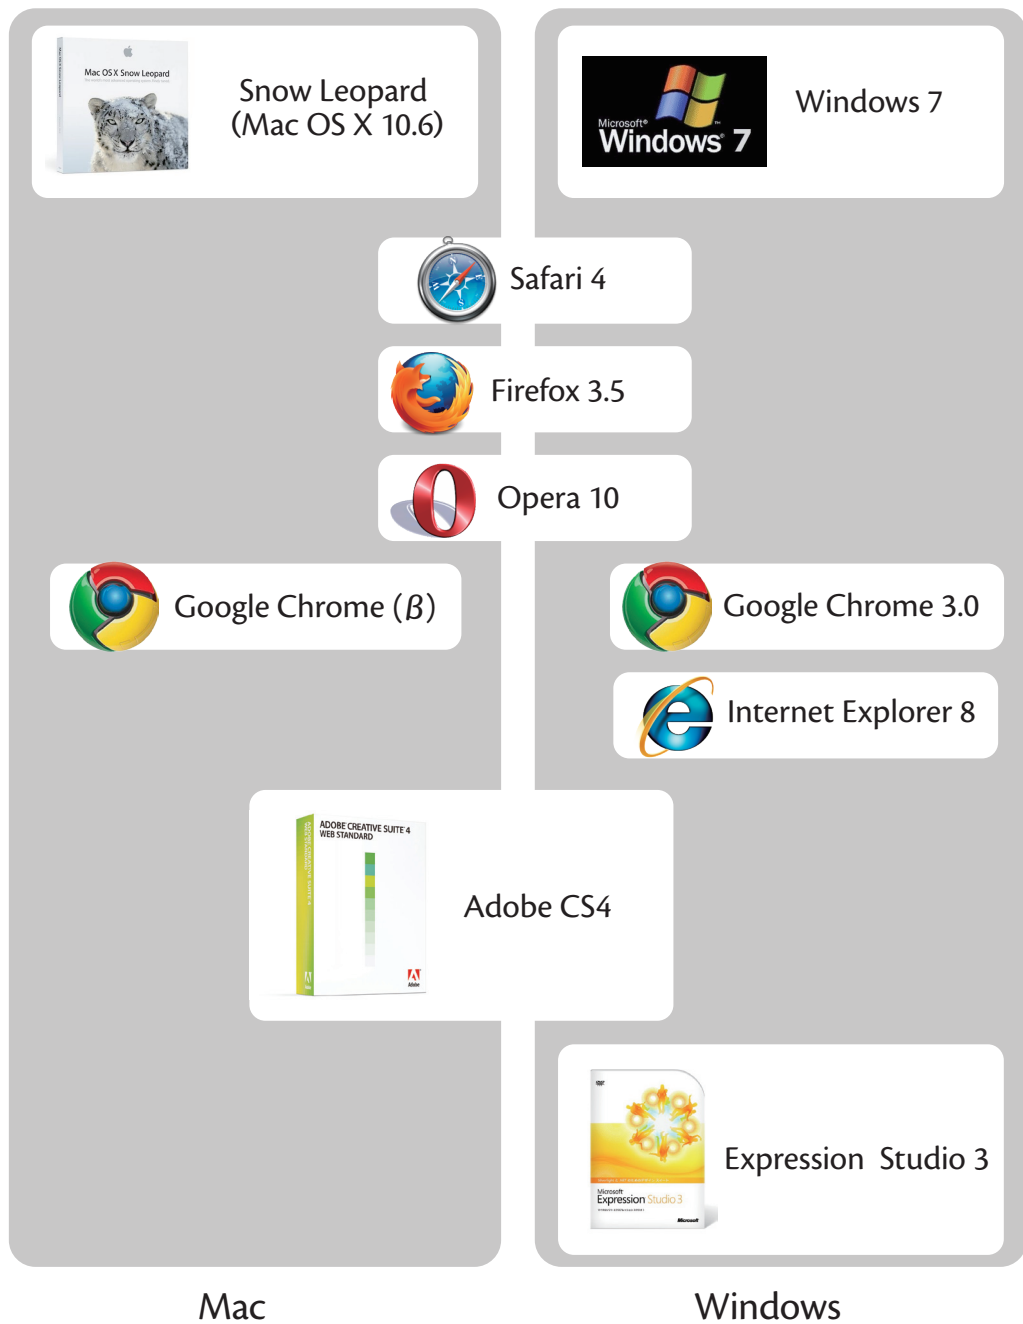 Mac OS X Snow Leopard
Snow Leopard
(Mac OS X 10.6)
Microsoft®
Windows® 7
Windows 7
Safari 4
Firefox 3.5
Opera 10
Google Chrome (β)
Google Chrome 3.0
Internet Explorer 8
ADOBE CREATIVE SUITE 4
WEB STANDARD
Adobe
Adobe CS4
Microsoft
Expression Studio 3
Microsoft
Expression Studio 3
Mac
Windows